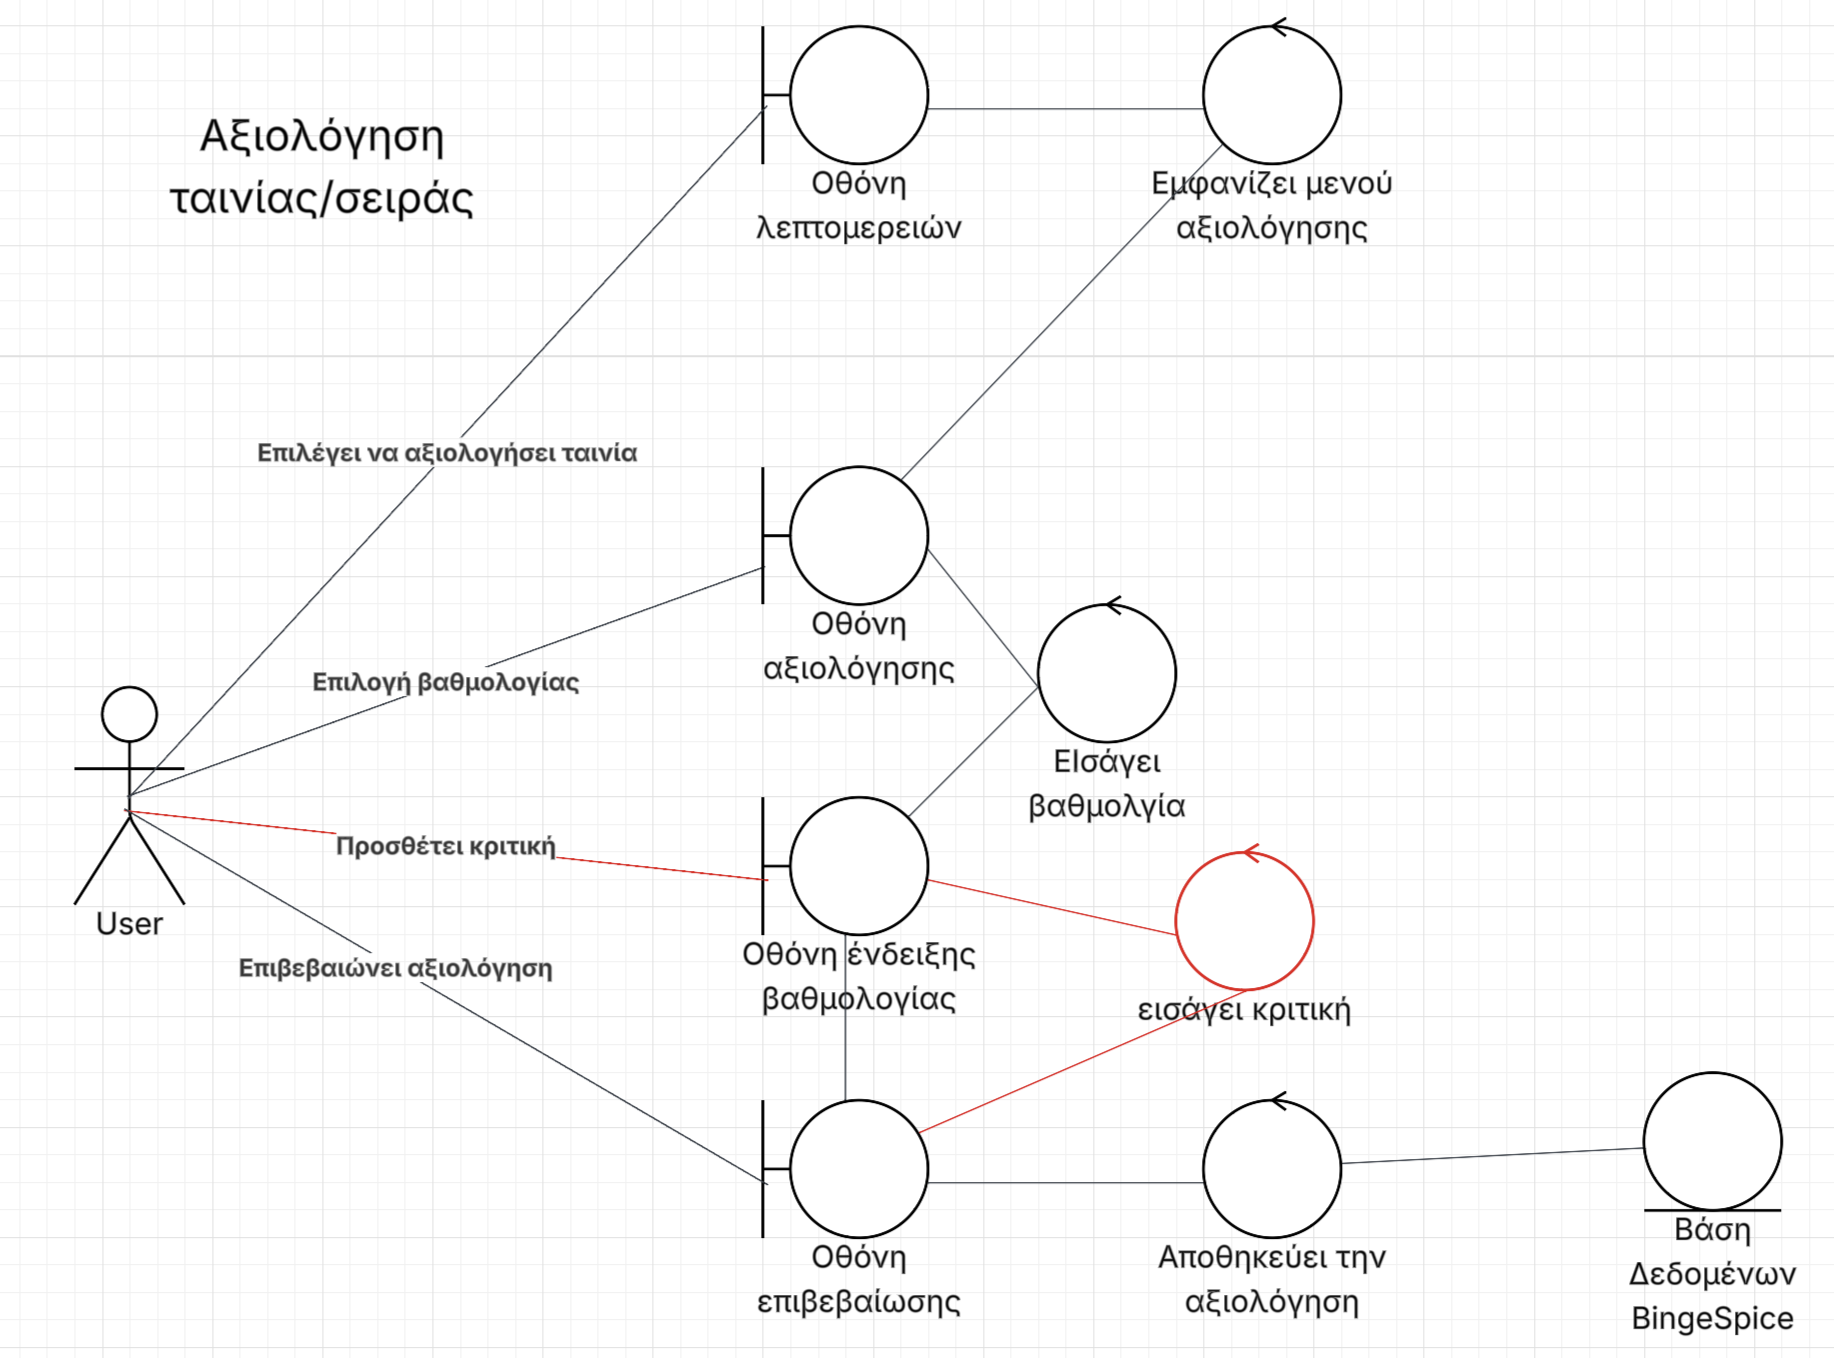 Αξιολόγηση
ταινίας/σειράς
Οθόνη
λεπτομερειών
Εμφανίζει μενού
αξιολόγησης
Επιλέγει να αξιολογήσει ταινία
Οθόνη
αξιολόγησης
Επιλογή βαθμολογίας
ΕΙσάγει
βαθμολγία
Προσθέτει κριτική
User
Οθόνη ένδειξης
βαθμολογίας
Επιβεβαιώνει αξιολόγηση
εισάγει κριτική
Οθόνη
επιβεβαίωσης
Αποθηκεύει την
αξιολόγηση
Βάση
Δεδομένων
BingeSpice